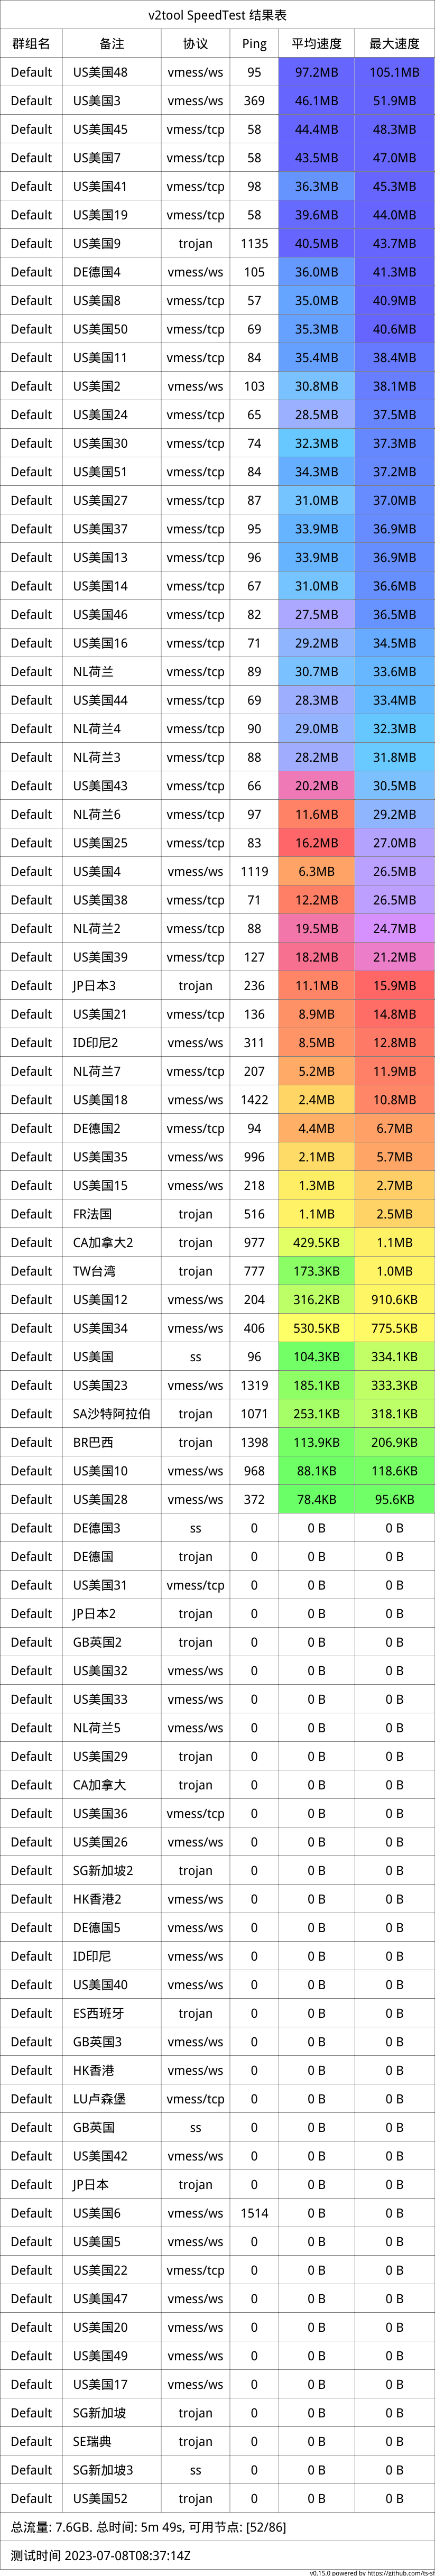 v2tool SpeedTest 结果表
群组名 备注 协议 Ping 平均速度 最大速度
Default US美国48 vmess/ws 95 97.2MB 105.1MB
Default US美国3 vmess/ws 369 46.1MB 51.9MB
Default US美国45 vmess/tcp 58 44.4MB 48.3MB
Default US美国7 vmess/tcp 58 43.5MB 47.0MB
Default US美国41 vmess/tcp 98 36.3MB 45.3MB
Default US美国19 vmess/tcp 58 39.6MB 44.0MB
Default US美国9 trojan 1135 40.5MB 43.7MB
Default DE德国4 vmess/ws 105 36.0MB 41.3MB
Default US美国8 vmess/tcp 57 35.0MB 40.9MB
Default US美国50 vmess/tcp 69 35.3MB 40.6MB
Default US美国11 vmess/tcp 84 35.4MB 38.4MB
Default US美国2 vmess/ws 103 30.8MB 38.1MB
Default US美国24 vmess/tcp 65 28.5MB 37.5MB
Default US美国30 vmess/tcp 74 32.3MB 37.3MB
Default US美国51 vmess/tcp 84 34.3MB 37.2MB
Default US美国27 vmess/tcp 87 31.0MB 37.0MB
Default US美国37 vmess/tcp 95 33.9MB 36.9MB
Default US美国13 vmess/tcp 96 33.9MB 36.9MB
Default US美国14 vmess/tcp 67 31.0MB 36.6MB
Default US美国46 vmess/tcp 82 27.5MB 36.5MB
Default US美国16 vmess/tcp 71 29.2MB 34.5MB
Default NL荷兰 vmess/tcp 89 30.7MB 33.6MB
Default US美国44 vmess/tcp 69 28.3MB 33.4MB
Default NL荷兰4 vmess/tcp 90 29.0MB 32.3MB
Default NL荷兰3 vmess/tcp 88 28.2MB 31.8MB
Default US美国43 vmess/tcp 66 20.2MB 30.5MB
Default NL荷兰6 vmess/tcp 97 11.6MB 29.2MB
Default US美国25 vmess/tcp 83 16.2MB 27.0MB
Default US美国4 vmess/ws 1119 6.3MB 26.5MB
Default US美国38 vmess/tcp 71 12.2MB 26.5MB
Default NL荷兰2 vmess/tcp 88 19.5MB 24.7MB
Default US美国39 vmess/tcp 127 18.2MB 21.2MB
Default JP日本3 trojan 236 11.1MB 15.9MB
Default US美国21 vmess/tcp 136 8.9MB 14.8MB
Default ID印尼2 vmess/ws 311 8.5MB 12.8MB
Default NL荷兰7 vmess/tcp 207 5.2MB 11.9MB
Default US美国18 vmess/ws 1422 2.4MB 10.8MB
Default DE德国2 vmess/tcp 94 4.4MB 6.7MB
Default US美国35 vmess/ws 996 2.1MB 5.7MB
Default US美国15 vmess/ws 218 1.3MB 2.7MB
Default FR法国 trojan 516 1.1MB 2.5MB
Default CA加拿大2 trojan 977 429.5KB 1.1MB
Default TW台湾 trojan 777 173.3KB 1.0MB
Default US美国12 vmess/ws 204 316.2KB 910.6KB
Default US美国34 vmess/ws 406 530.5KB 775.5KB
Default US美国 ss 96 104.3KB 334.1KB
Default US美国23 vmess/ws 1319 185.1KB 333.3KB
Default SA沙特阿拉伯 trojan 1071 253.1KB 318.1KB
Default BR巴西 trojan 1398 113.9KB 206.9KB
Default US美国10 vmess/ws 968 88.1KB 118.6KB
Default US美国28 vmess/ws 372 78.4KB 95.6KB
Default DE德国3 ss 0 0 B 0 B
Default DE德国 trojan 0 0 B 0 B
Default US美国31 vmess/tcp 0 0 B 0 B
Default JP日本2 trojan 0 0 B 0 B
Default GB英国2 trojan 0 0 B 0 B
Default US美国32 vmess/ws 0 0 B 0 B
Default US美国33 vmess/ws 0 0 B 0 B
Default NL荷兰5 vmess/ws 0 0 B 0 B
Default US美国29 trojan 0 0 B 0 B
Default CA加拿大 trojan 0 0 B 0 B
Default US美国36 vmess/tcp 0 0 B 0 B
Default US美国26 vmess/ws 0 0 B 0 B
Default SG新加坡2 trojan 0 0 B 0 B
Default HK香港2 vmess/ws 0 0 B 0 B
Default DE德国5 vmess/ws 0 0 B 0 B
Default ID印尼 vmess/ws 0 0 B 0 B
Default US美国40 vmess/ws 0 0 B 0 B
Default ES西班牙 trojan 0 0 B 0 B
Default GB英国3 vmess/ws 0 0 B 0 B
Default HK香港 vmess/ws 0 0 B 0 B
Default LU卢森堡 vmess/tcp 0 0 B 0 B
Default GB英国 ss 0 0 B 0 B
Default US美国42 vmess/ws 0 0 B 0 B
Default JP日本 trojan 0 0 B 0 B
Default US美国6 vmess/ws 1514 0 B 0 B
Default US美国5 vmess/ws 0 0 B 0 B
Default US美国22 vmess/tcp 0 0 B 0 B
Default US美国47 vmess/ws 0 0 B 0 B
Default US美国20 vmess/ws 0 0 B 0 B
Default US美国49 vmess/ws 0 0 B 0 B
Default US美国17 vmess/ws 0 0 B 0 B
Default SG新加坡 trojan 0 0 B 0 B
Default SE瑞典 trojan 0 0 B 0 B
Default SG新加坡3 ss 0 0 B 0 B
Default US美国52 trojan 0 0 B 0 B
总流量: 7.6GB. 总时间: 5m 49s, 可用节点: [52/86]
测试时间 2023-07-08T08:37:14Z
v0.15.0 powered by https://github.com/ts-sf